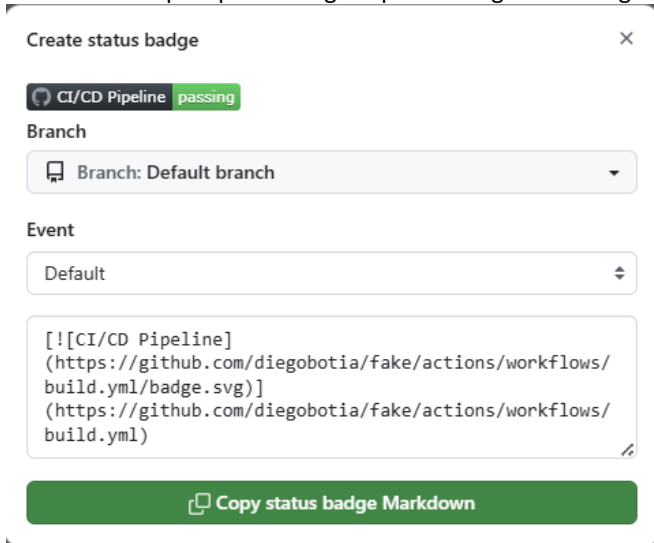 Create status badge
CI/CD Pipeline passing
Branch
Branch: Default branch
Event
Default
[![CI/CD Pipeline]
(https://github.com/diegobotia/fake/actions/workflows/
build.yml/badge.svg)]
(https://github.com/diegobotia/fake/actions/workflows/
build.yml)
Copy status badge Markdown